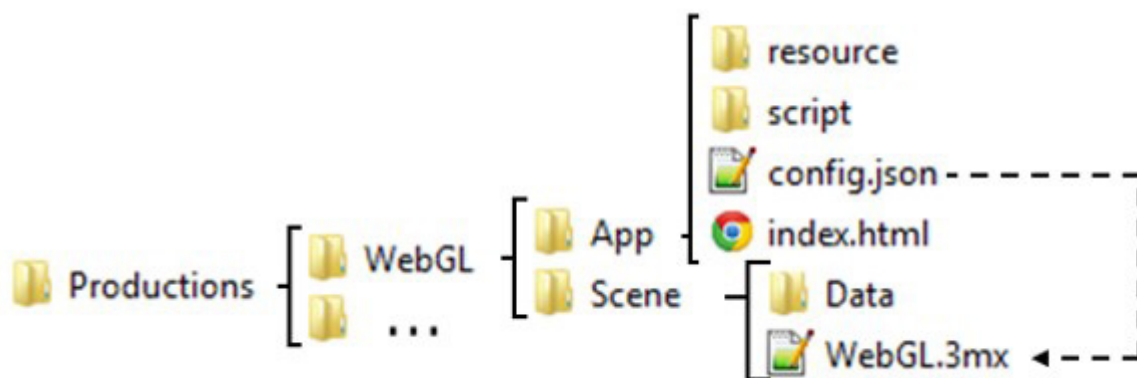 resource
script
config.json
index.html
App
WebGL
Productions
Scene
Data
...
WebGL.3mx